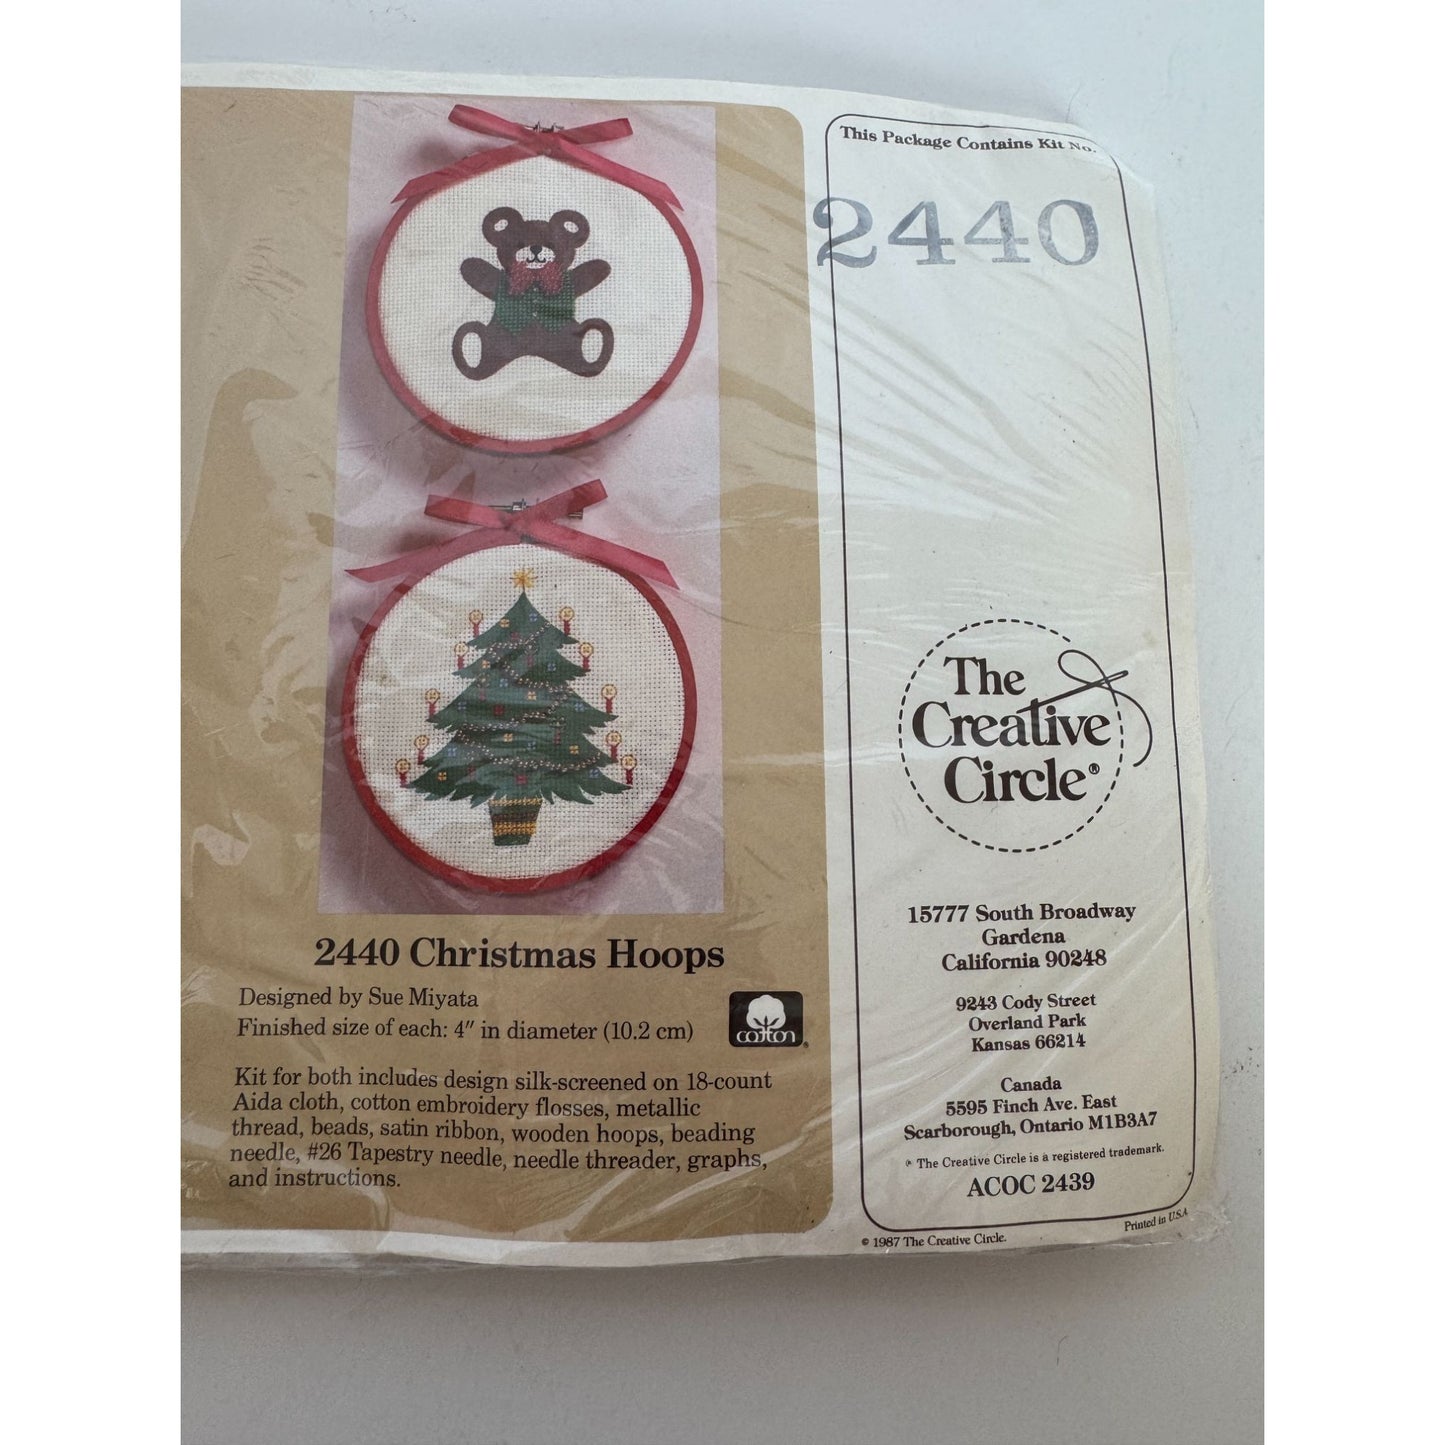 2440 Christmas Hoops
Designed by Sue Miyata
Finished size of each: 4" in diameter (10.2 cm)
cotton®
Kit for both includes design silk-screened on 18-count
Aida cloth, cotton embroidery flosses, metallic
thread, beads, satin ribbon, wooden hoops, beading
needle, #26 Tapestry needle, needle threader, graphs,
and instructions.
This Package Contains Kit No.
2440
The
Creative
Circle®
15777 South Broadway
Gardena
California 90248
9243 Cody Street
Overland Park
Kansas 66214
Canada
5595 Finch Ave. East
Scarborough, Ontario M1B3A7
® The Creative Circle is a registered trademark.
ACOC 2439
Printed in U.S.A
© 1987 The Creative Circle.